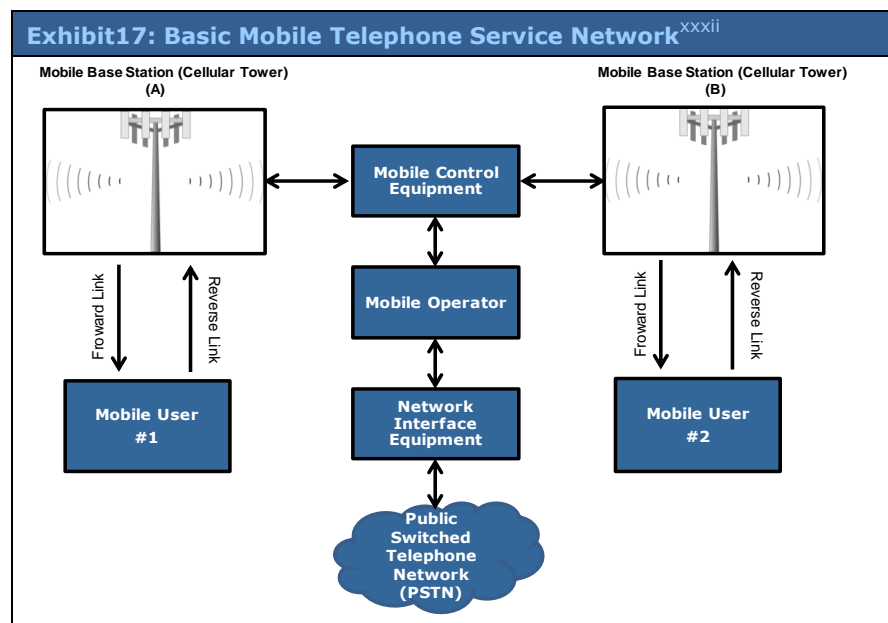 Exhibit17: Basic Mobile Telephone Service Network xxxii
Mobile Base Station (Cellular Tower)
(A)
Mobile Base Station (Cellular Tower)
(B)
Mobile Control
Equipment
Froward Link
Reverse Link
Mobile Operator
Froward Link
Reverse Link
Mobile User
#1
Network
Interface
Equipment
Mobile User
#2
Public
Switched
Telephone
Network
(PSTN)